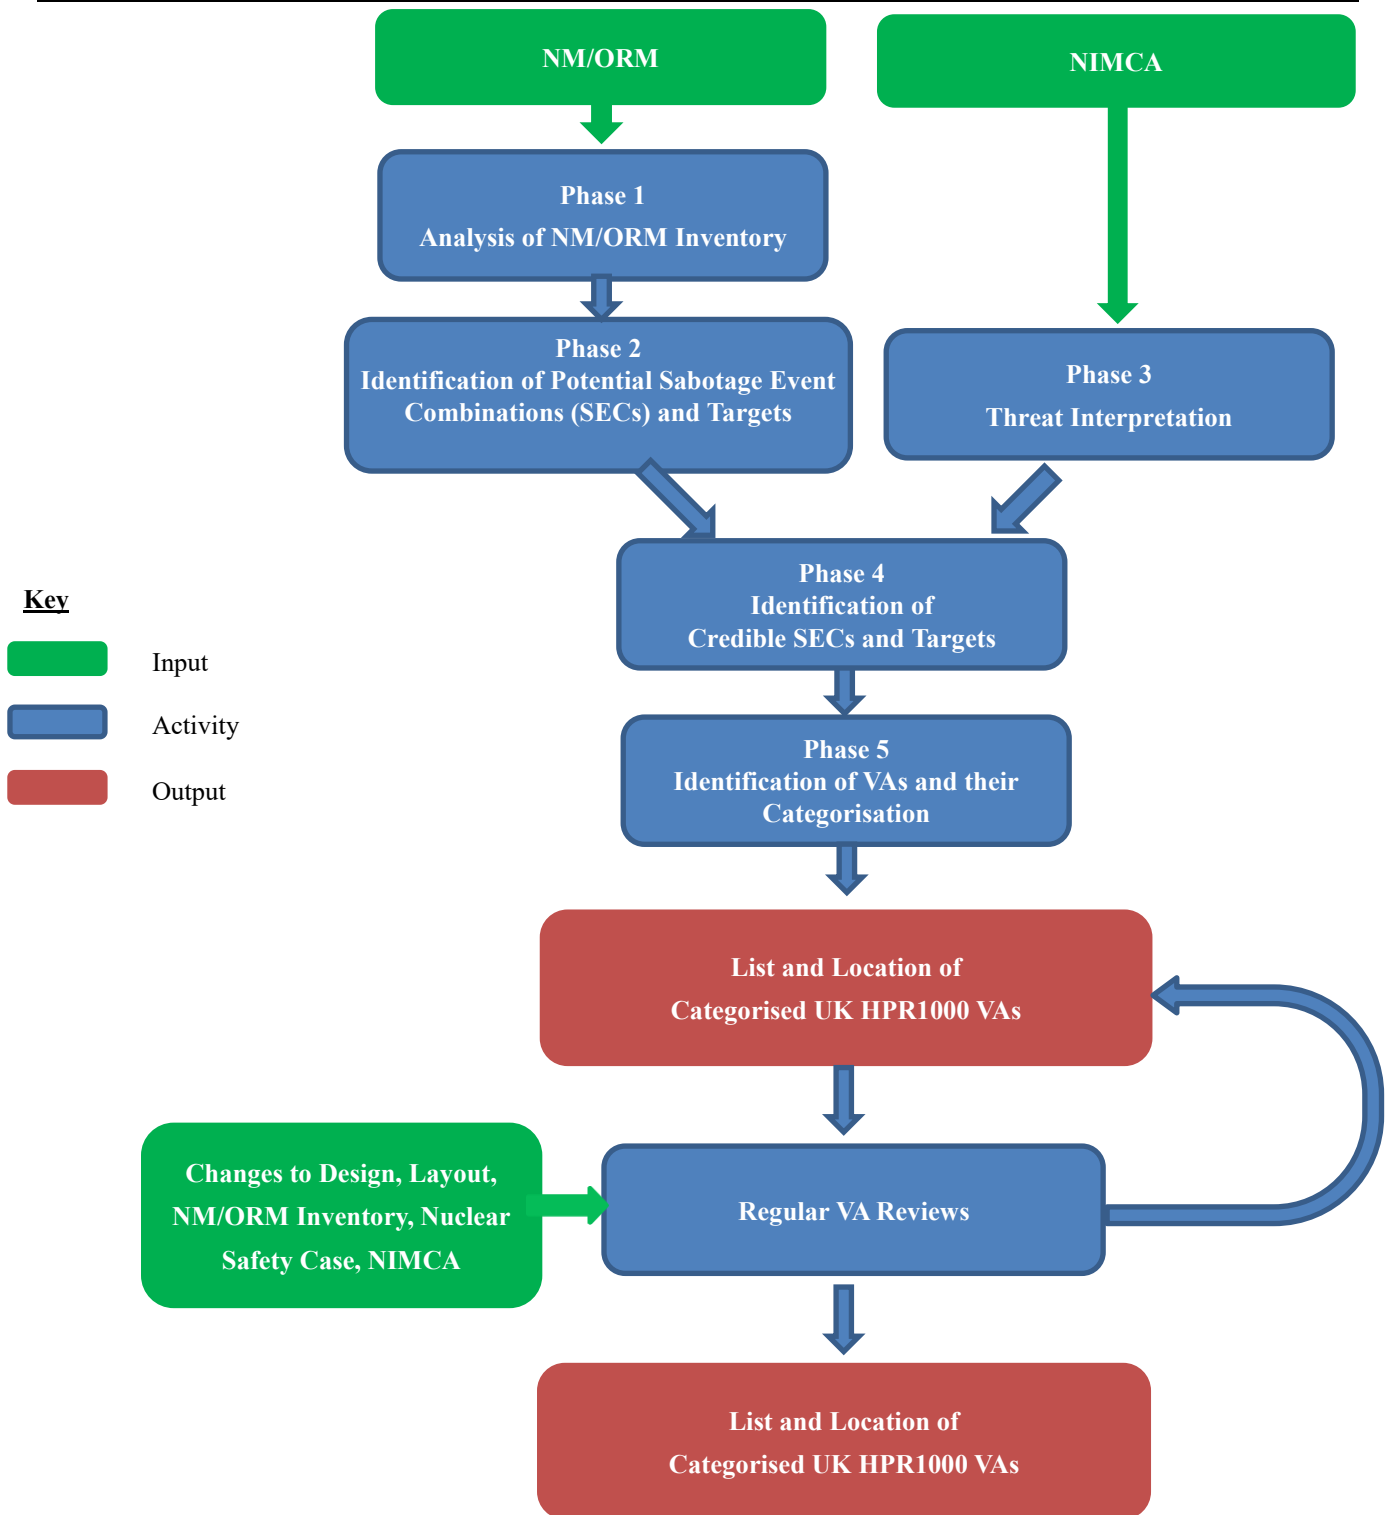 NM/ORM
NIMCA
Phase 1
Analysis of NM/ORM Inventory
Phase 2
Identification of Potential Sabotage Event
Combinations (SECs) and Targets
Phase 3
Threat Interpretation
Phase 4
Identification of
Credible SECs and Targets
Key
Input
Activity
Output
Phase 5
Identification of VAs and their
Categorisation
List and Location of
Categorised UK HPR1000 VAs
Changes to Design, Layout,
NM/ORM Inventory, Nuclear
Safety Case, NIMCA
Regular VA Reviews
List and Location of
Categorised UK HPR1000 VAs